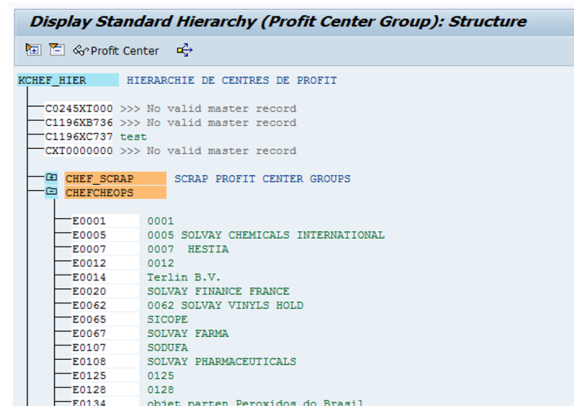 Display Standard Hierarchy (Profit Center Group): Structure
Profit Center
KCHEF_HIER HIERARCHIE DE CENTRES DE PROFIT
C0245XT000 >>> No valid master record
C1196XB736 >>> No valid master record
C1196XC737 test
CXT0000000 >>> No valid master record
CHEF_SCRAP SCRAP PROFIT CENTER GROUPS
CHEFCHEOPS
E0001 0001
E0005 0005 SOLVAY CHEMICALS INTERNATIONAL
E0007 0007 HESTIA
E0012 0012
E0014 Terlin B.V.
E0020 SOLVAY FINANCE FRANCE
E0062 0062 SOLVAY VINYLS HOLD
E0065 SICOPE
E0067 SOLVAY FARMA
E0107 SODUFA
E0108 SOLVAY PHARMACEUTICALS
E0125 0125
E0128 0128
E0134 objet parten Peroxidos do Brasil